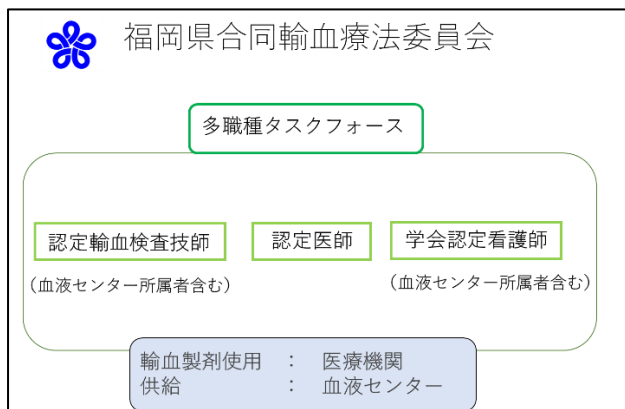 福岡県合同輸血療法委員会
多職種タスクフォース
認定輸血検査技師 認定医師 学会認定看護師
(血液センター所属者含む) (血液センター所属者含む)
輸血製剤使用 : 医療機関
供給 : 血液センター